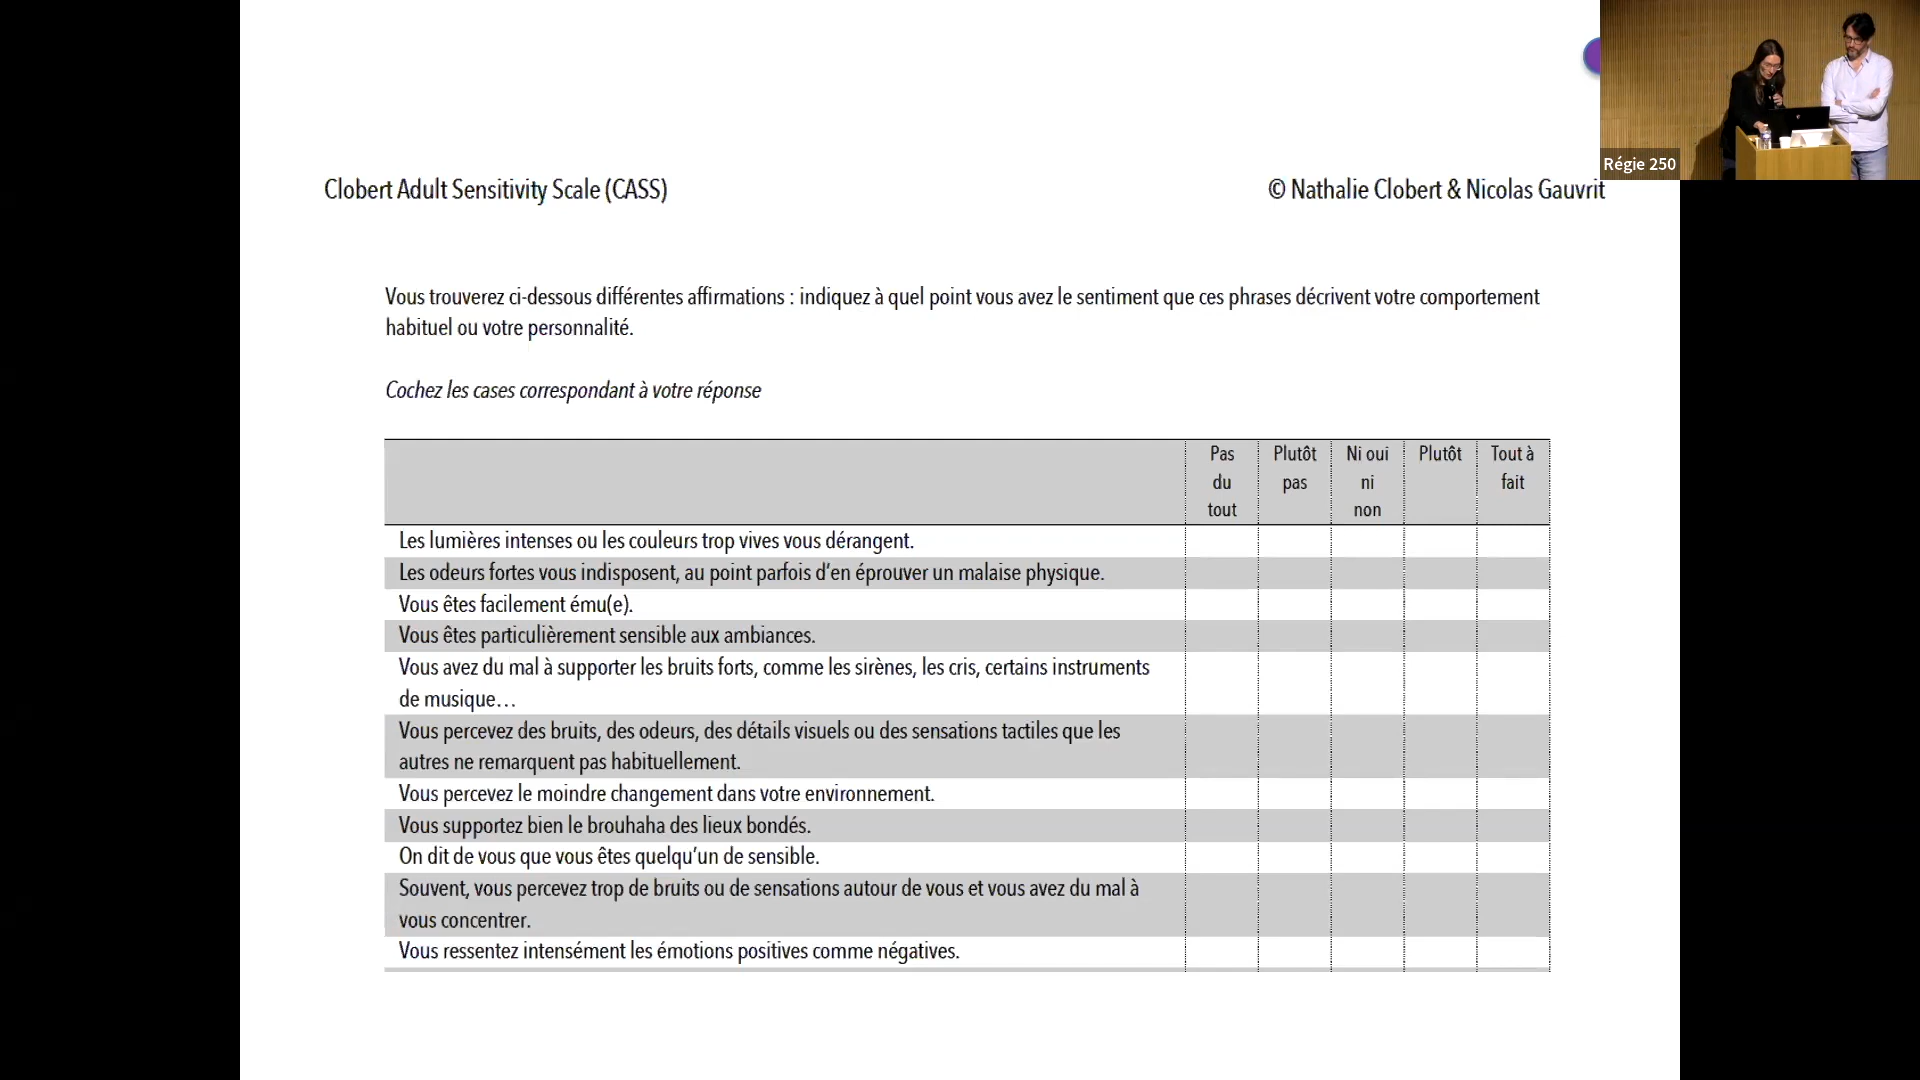 Régie 250
Clobert Adult Sensitivity Scale (CASS)
© Nathalie Clobert & Nicolas Gauvrit
Vous trouverez ci-dessous différentes affirmations : indiquez à quel point vous avez le sentiment que ces phrases décrivent votre comportement
habituel ou votre personnalité.
Cochez les cases correspondant à votre réponse
Pas
du
tout
Plutôt
pas
Ni oui
ni
non
Plutôt
Tout à
fait
Les lumières intenses ou les couleurs trop vives vous dérangent.
Les odeurs fortes vous indisposent, au point parfois d’en éprouver un malaise physique.
Vous êtes facilement ému(e).
Vous êtes particulièrement sensible aux ambiances.
Vous avez du mal à supporter les bruits forts, comme les sirènes, les cris, certains instruments
de musique…
Vous percevez des bruits, des odeurs, des détails visuels ou des sensations tactiles que les
autres ne remarquent pas habituellement.
Vous percevez le moindre changement dans votre environnement.
Vous supportez bien le brouhaha des lieux bondés.
On dit de vous que vous êtes quelqu’un de sensible.
Souvent, vous percevez trop de bruits ou de sensations autour de vous et vous avez du mal à
vous concentrer.
Vous ressentez intensément les émotions positives comme négatives.